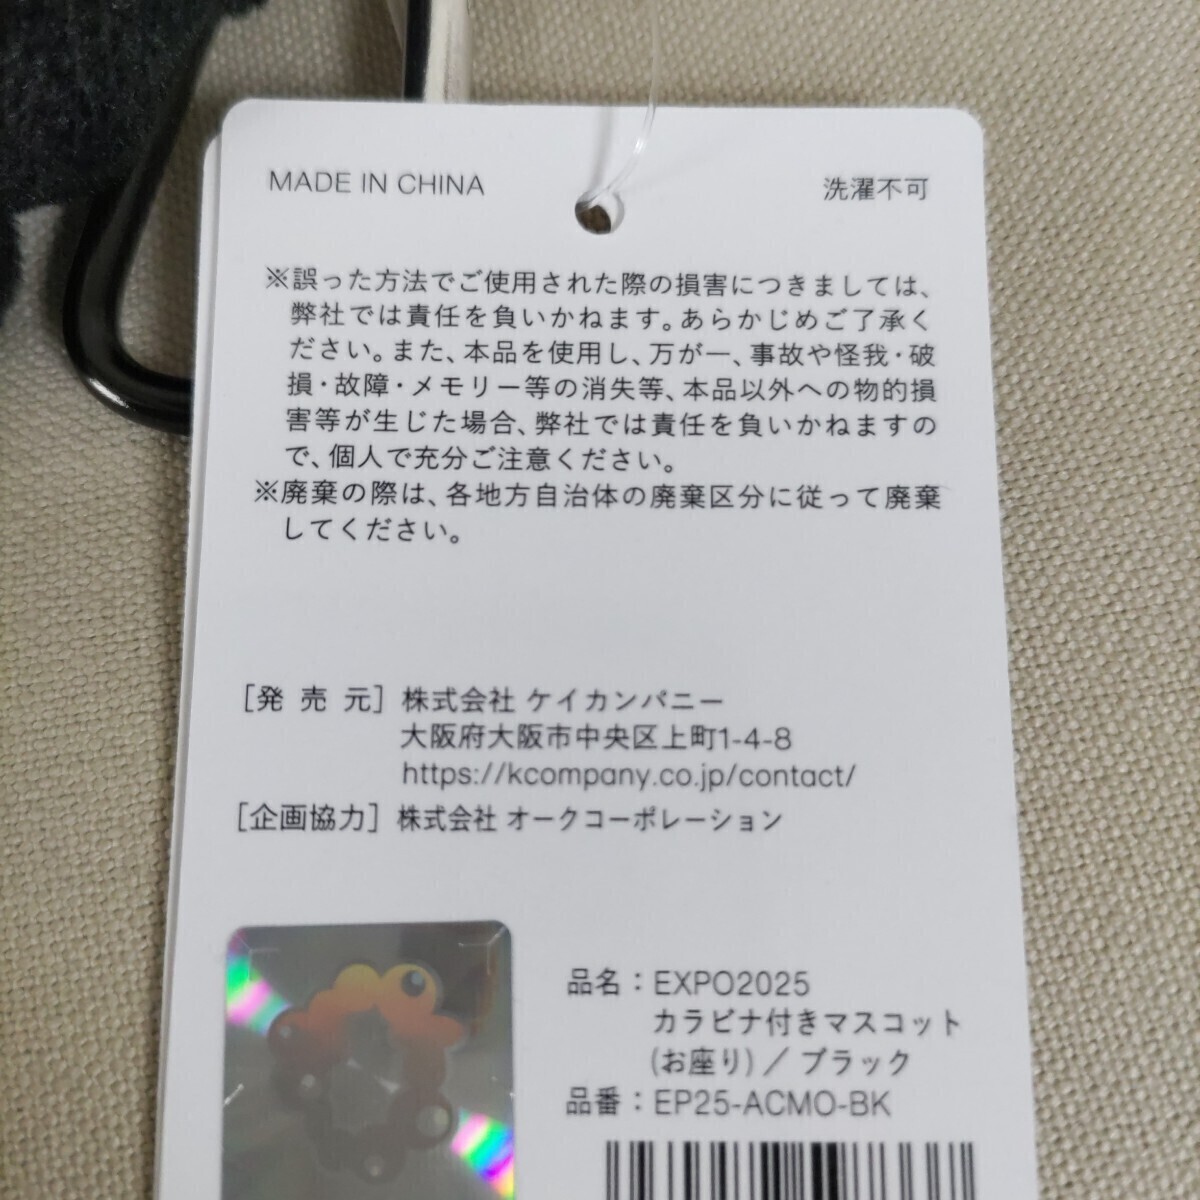 MADE IN CHINA
洗濯不可
※誤った方法でご使用された際の損害につきましては、
弊社では責任を負いかねます。あらかじめご了承く
ださい。また、本品を使用し、万が一、事故や怪我・破
損・故障・メモリー等の消失等、本品以外への物的損
害等が生じた場合、弊社では責任を負いかねますの
で、個人で充分ご注意ください。
※廃棄の際は、各地方自治体の廃棄区分に従って廃棄
してください。
[発売元] 株式会社 ケイカンパニー
大阪府大阪市中央区上町1-4-8
https://kcompany.co.jp/contact/
[企画協力] 株式会社 オークコーポレーション
品名：EXPO2025
カラビナ付きマスコット
(お座り)／ブラック
品番：EP25-ACMO-BK